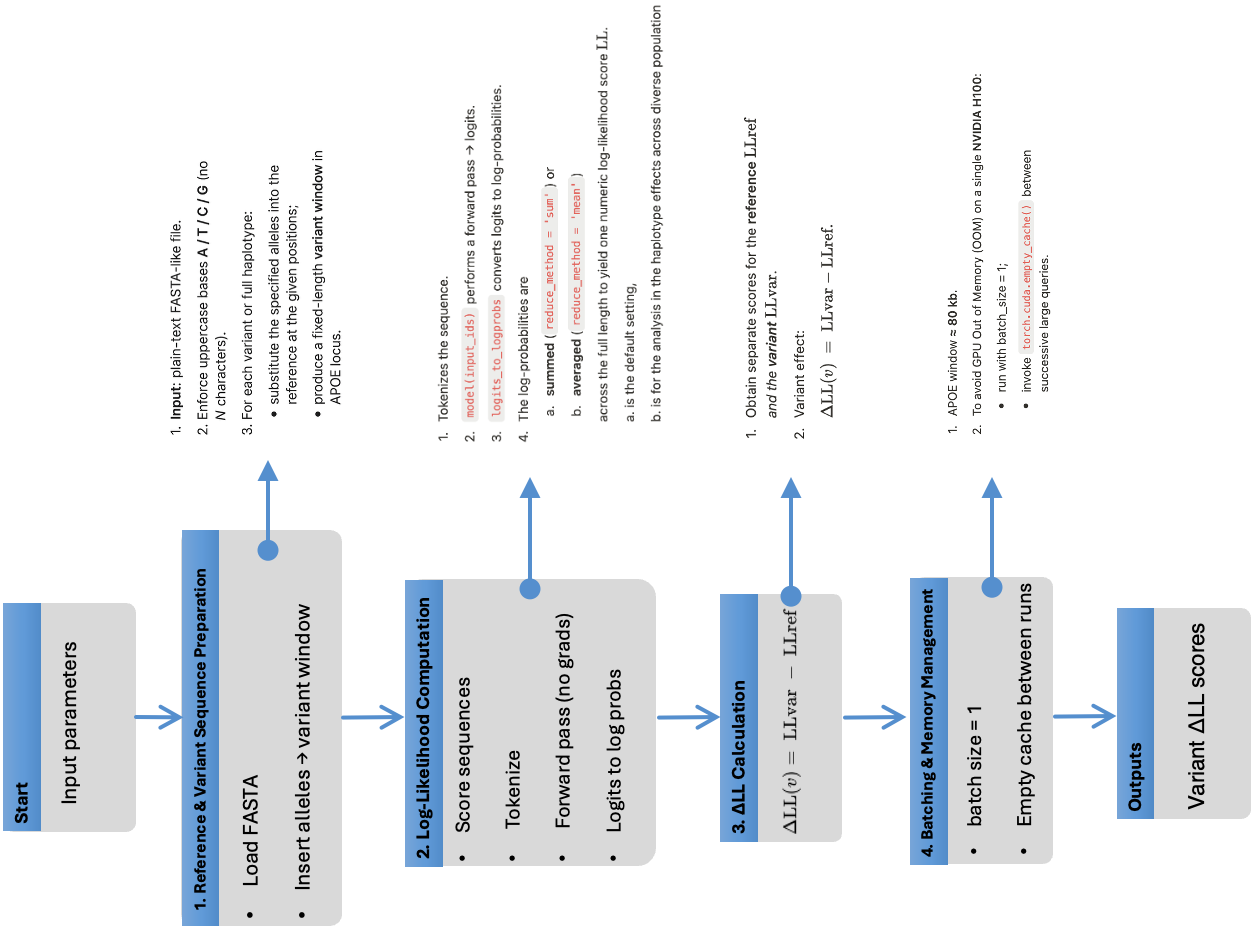 Start
Input parameters
1. Reference & Variant Sequence Preparation
• Load FASTA
• Insert alleles → variant window
1. Input: plain-text FASTA-like file.
2. Enforce uppercase bases A / T / C / G (no
N characters).
3. For each variant or full haplotype:
• substitute the specified alleles into the
reference at the given positions;
• produce a fixed-length variant window in
APOE locus.
2. Log-Likelihood Computation
• Score sequences
• Tokenize
• Forward pass (no grads)
• Logits to log probs
1. Tokenizes the sequence.
2. model(input_ids) performs a forward pass → logits.
3. logits_to_logprobs converts logits to log-probabilities.
4. The log-probabilities are
a. summed ( reduce_method = 'sum' ) or
b. averaged ( reduce_method = 'mean' )
across the full length to yield one numeric log-likelihood score LL.
a. is the default setting,
b. is for the analysis in the haplotype effects across diverse population
3. ΔLL Calculation
ΔLL(v) = LLvar − LLref
1. Obtain separate scores for the reference LLref
and the variant LLvar.
2. Variant effect:
ΔLL(v) = LLvar − LLref.
4. Batching & Memory Management
• batch size = 1
• Empty cache between runs
1. APOE window ≈ 80 kb.
2. To avoid GPU Out of Memory (OOM) on a single NVIDIA H100:
• run with batch_size = 1;
• invoke torch.cuda.empty_cache() between
successive large queries.
Outputs
Variant ΔLL scores